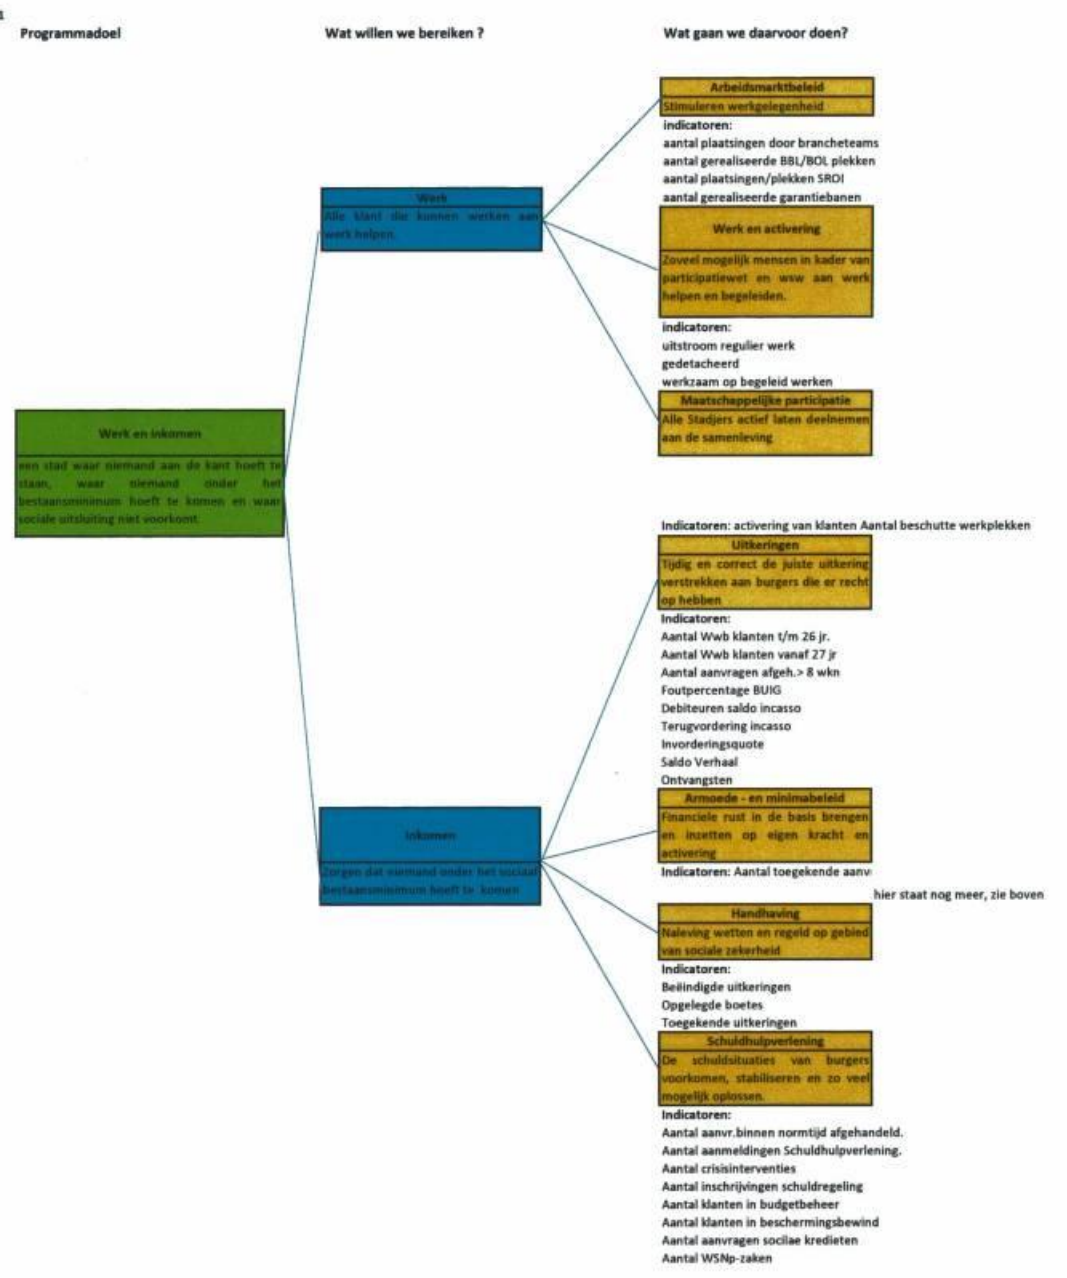 1
Programmadoel
Wat willen we bereiken ?
Wat gaan we daarvoor doen?
Werk en inkomen
een stad waar niemand aan de kant hoeft te
staan, waar niemand onder het
bestaansminimum hoeft te komen en waar
sociale uitsluiting niet voorkomt.
Werk
Alle klant die kunnen werken aan
werk helpen.
Arbeidsmarktbeleid
Stimuleren werkgelegenheid
indicatoren:
aantal plaatsingen door brancheteams
aantal gerealiseerde BBL/BOL plekken
aantal plaatsingen/plekken SROI
aantal gerealiseerde garantiebanen
Werk en activering
Zoveel mogelijk mensen in kader van
participatiewet en wsw aan werk
helpen en begeleiden.
indicatoren:
uitstroom regulier werk
gedetacheerd
werkzaam op begeleid werken
Maatschappelijke participatie
Alle Stadjers actief laten deelnemen
aan de samenleving
Indicatoren: activering van klanten Aantal beschutte werkplekken
Inkomen
Zorgen dat niemand onder het sociaal
bestaansminimum hoeft te komen
Uitkeringen
Tijdig en correct de juiste uitkering
verstrekken aan burgers die er recht
op hebben
Indicatoren:
Aantal Wwb klanten t/m 26 jr.
Aantal Wwb klanten vanaf 27 jr
Aantal aanvragen afgeh.> 8 wkn
Foutpercentage BUIG
Debiteuren saldo incasso
Terugvordering incasso
Invorderingsquote
Saldo Verhaal
Ontvangsten
Armoede - en minimabeleid
Financiele rust in de basis brengen
en inzetten op eigen kracht en
activering
Indicatoren: Aantal toegekende aanv
hier staat nog meer, zie boven
Handhaving
Naleving wetten en regeld op gebied
van sociale zekerheid
Indicatoren:
Beëindigde uitkeringen
Opgelegde boetes
Toegekende uitkeringen
Schuldhulpverlening
De schuldsituaties van burgers
voorkomen, stabiliseren en zo veel
mogelijk oplossen.
Indicatoren:
Aantal aanvr.binnen normtijd afgehandeld.
Aantal aanmeldingen Schuldhulpverlening.
Aantal crisisinterventies
Aantal inschrijvingen schuldregeling
Aantal klanten in budgetbeheer
Aantal klanten in beschermingsbewind
Aantal aanvragen socilae kredieten
Aantal WSNp-zaken